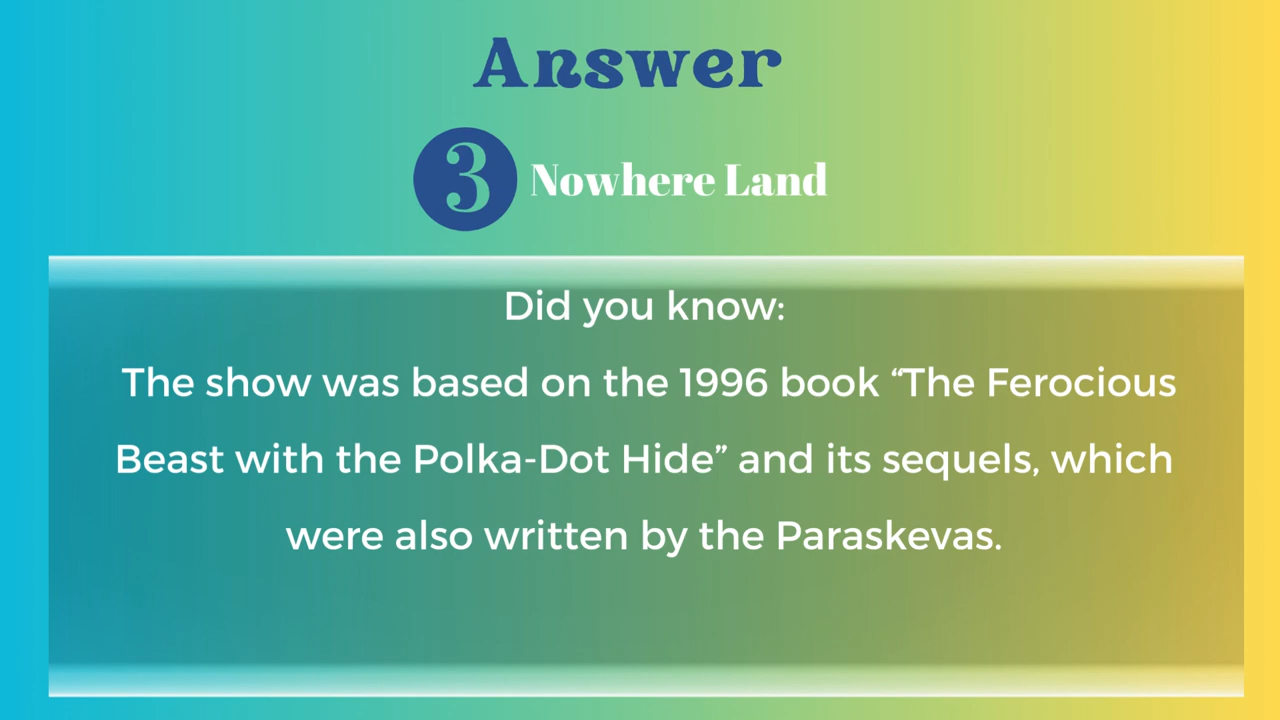 Answer
3 Nowhere Land
Did you know:
The show was based on the 1996 book “The Ferocious
Beast with the Polka-Dot Hide” and its sequels, which
were also written by the Paraskevas.